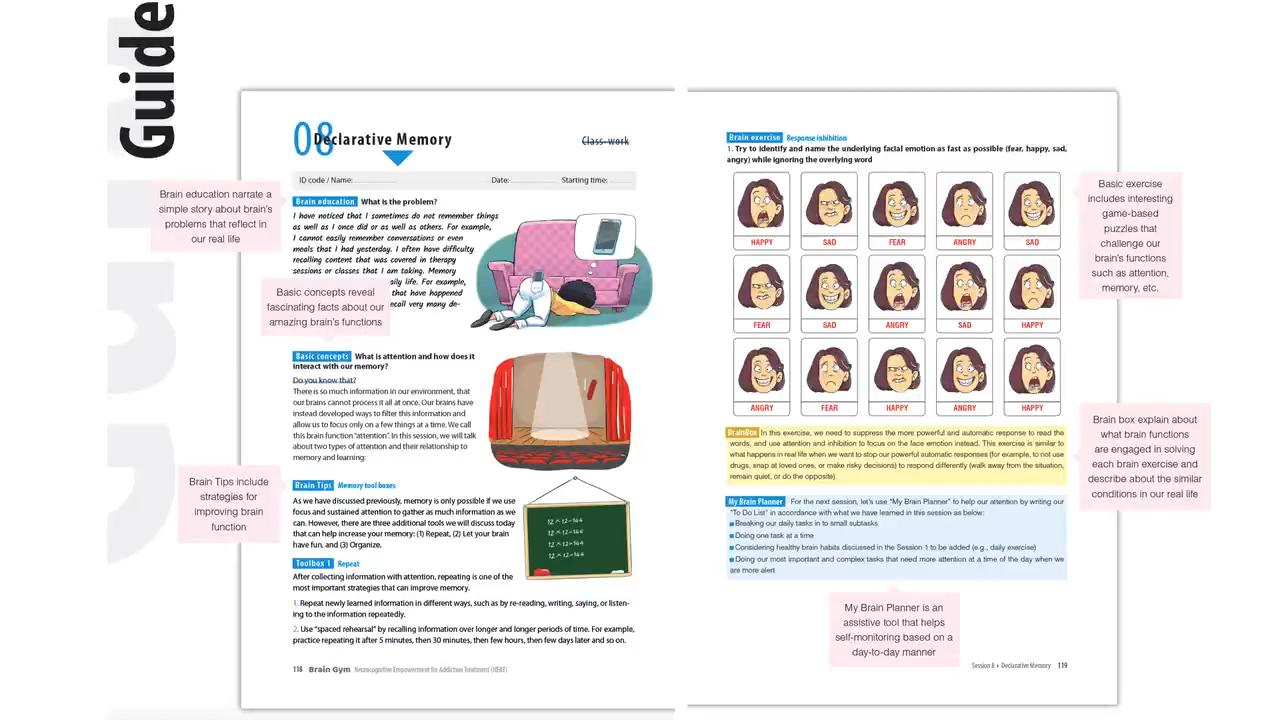 Guide
08 Declarative Memory
Class-work
ID code / Name:
Date:
Starting time:
Brain education narrate a
simple story about brain's
problems that reflect in
our real life
Brain education What is the problem?
I have noticed that I sometimes do not remember things
as well as I once did or as well as others. For example,
I cannot easily remember conversations or even
meals that I had yesterday. I often have difficulty
recalling content that was covered in therapy
sessions or classes that I am taking. Memory
aily life. For example,
that have happened
ecall very many de-
Basic concepts reveal
fascinating facts about our
amazing brain's functions
Basic concepts What is attention and how does it
interact with our memory?
Do you know that?
There is so much information in our environment, that
our brains cannot process it all at once. Our brains have
instead developed ways to filter this information and
allow us to focus only on a few things at a time. We call
this brain function "attention". In this session, we will talk
about two types of attention and their relationship to
memory and learning:
Brain Tips include
strategies for
improving brain
function
Brain Tips Memory tool boxes
As we have discussed previously, memory is only possible if we use
focus and sustained attention to gather as much information as we
can. However, there are three additional tools we will discuss today
that can help increase your memory: (1) Repeat, (2) Let your brain
have fun, and (3) Organize.
12 × 12=144
12 × 12=144
12 × 12=144
12 × 12=144
Toolbox 1 Repeat
After collecting information with attention, repeating is one of the
most important strategies that can improve memory.
1. Repeat newly learned information in different ways, such as by re-reading, writing, saying, or listen-
ing to the information repeatedly.
2. Use "spaced rehearsal" by recalling information over longer and longer periods of time. For example,
practice repeating it after 5 minutes, then 30 minutes, then few hours, then few days later and so on.
118 Brain Gym Neurocognitive Empowerment for Addiction Treatment (NEAT)
Brain exercise Response inhibition
1. Try to identify and name the underlying facial emotion as fast as possible (fear, happy, sad,
angry) while ignoring the overlying word
HAPPY SAD FEAR ANGRY SAD
FEAR SAD ANGRY SAD HAPPY
ANGRY FEAR HAPPY ANGRY HAPPY
Basic exercise
includes interesting
game-based
puzzles that
challenge our
brain's functions
such as attention,
memory, etc.
BrainBox In this exercise, we need to suppress the more powerful and automatic response to read the
words, and use attention and inhibition to focus on the face emotion instead. This exercise is similar to
what happens in real life when we want to stop our powerful automatic responses (for example, to not use
drugs, snap at loved ones, or make risky decisions) to respond differently (walk away from the situation,
remain quiet, or do the opposite).
Brain box explain about
what brain functions
are engaged in solving
each brain exercise and
describe about the similar
conditions in our real life
My Brain Planner For the next session, let's use "My Brain Planner" to help our attention by writing our
"To Do List" in accordance with what we have learned in this session as below:
Breaking our daily tasks in to small subtasks
Doing one task at a time
Considering healthy brain habits discussed in the Session 1 to be added (e.g., daily exercise)
Doing our most important and complex tasks that need more attention at a time of the day when we
are more alert
My Brain Planner is an
assistive tool that helps
self-monitoring based on a
day-to-day manner
Session 8 • Declarative Memory 119